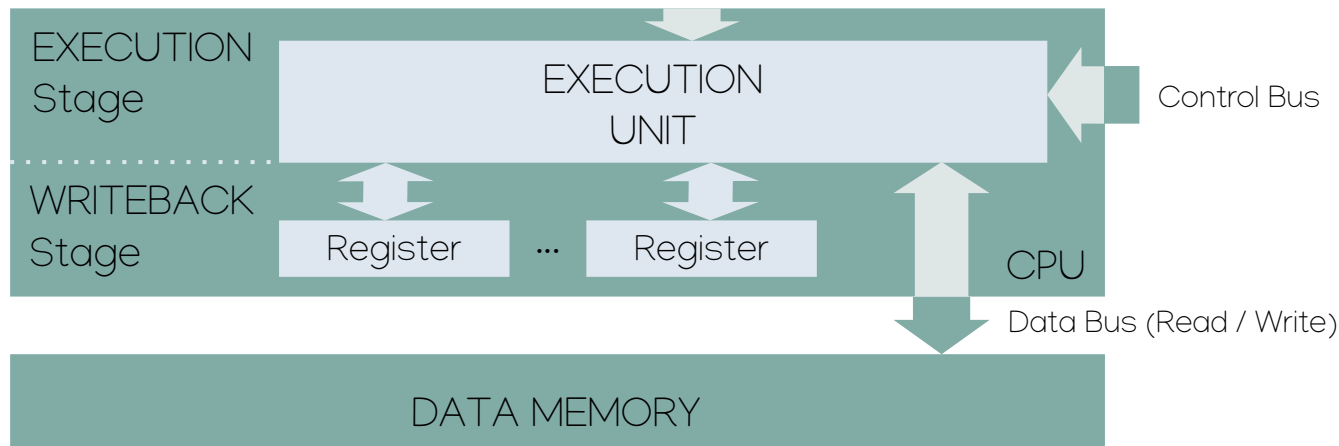 EXECUTION
Stage
EXECUTION
UNIT
Control Bus
WRITEBACK
Stage
Register
...
Register
CPU
Data Bus (Read / Write)
DATA MEMORY